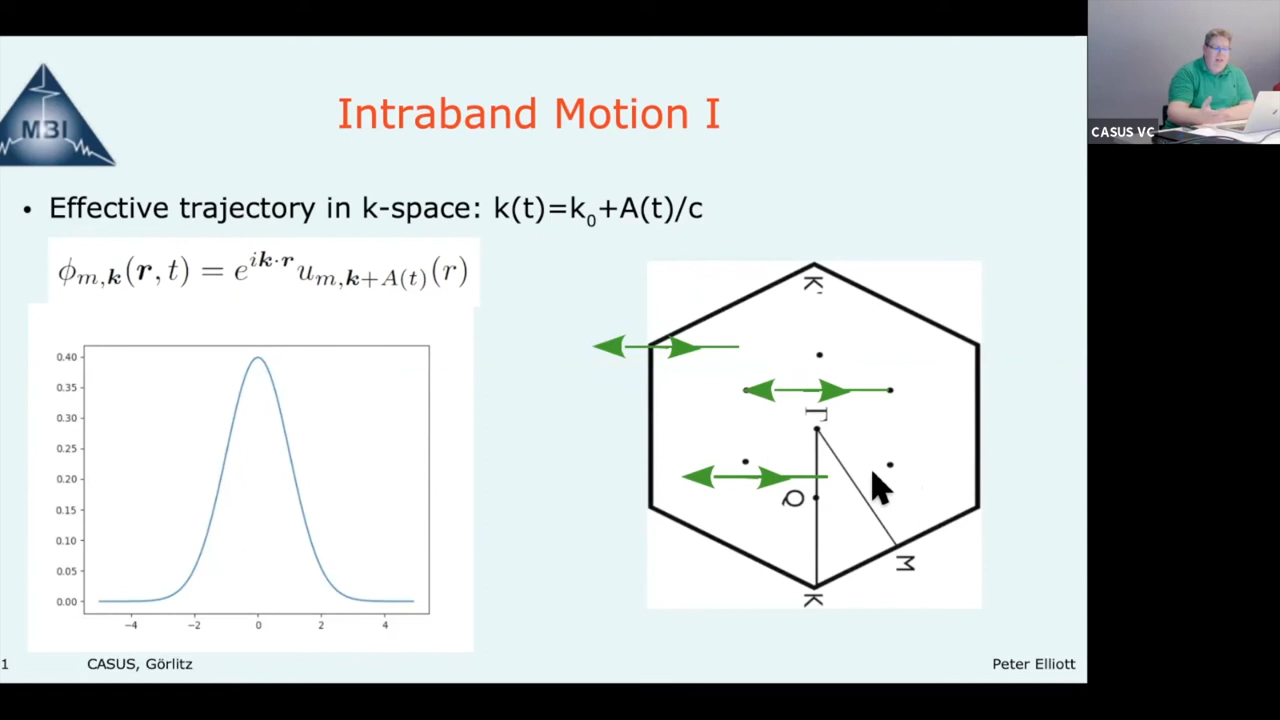 MBI
Intraband Motion I
• Effective trajectory in k-space: k(t)=k₀+A(t)/c
ϕₘ,𝒌(𝒓, t) = e^{i𝒌·𝒓} u_{m,𝒌+A(t)}(r)
0.40
0.35
0.30
0.25
0.20
0.15
0.10
0.05
0.00
−4 −2 0 2 4
K'
Γ
Q
M
K
1
CASUS, Görlitz
Peter Elliott
CASUS VC